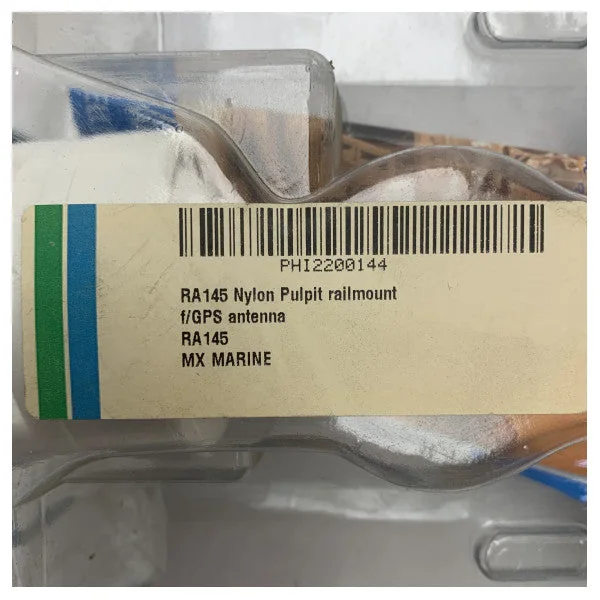 PHI2200144
RA145 Nylon Pulpit railmount
f/GPS antenna
RA145
MX MARINE